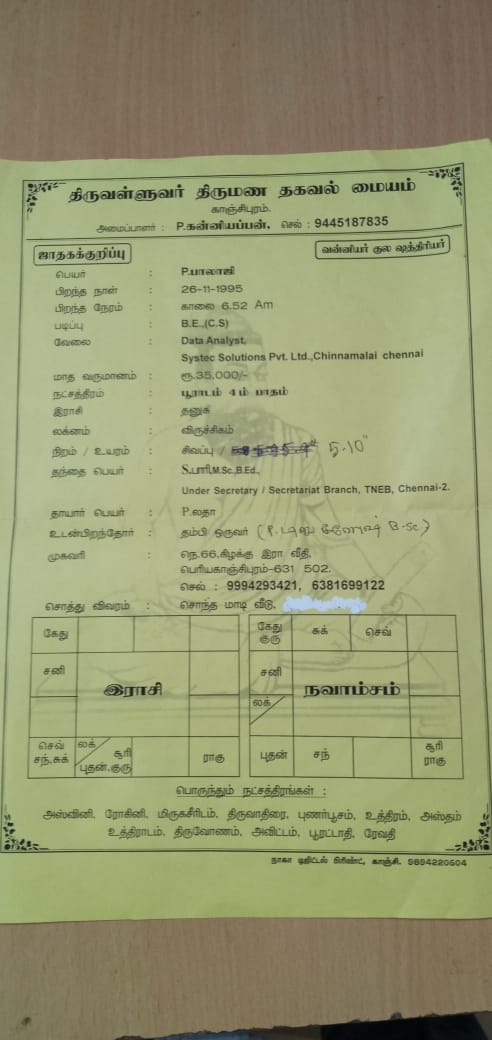 திருவள்ளுவர் திருமண தகவல் மையம்
காஞ்சிபுரம்.
அமைப்பாளர் : P.கன்னியப்பன், செல் : 9445187835
ஜாதகக்குறிப்பு
வன்னியர் குல ஷத்திரியர்
பெயர் : P.பாலாஜி
பிறந்த நாள் : 26-11-1995
பிறந்த நேரம் : காலை 6.52 Am
படிப்பு : B.E.,(C.S)
வேலை : Data Analyst,
Systec Solutions Pvt. Ltd.,Chinnamalai chennai
மாத வருமானம் : ரூ.35,000/-
நட்சத்திரம் : பூராடம் 4ம் பாதம்
இராசி : தனுசு
லக்னம் : விருச்சிகம்
நிறம் / உயரம் : சிவப்பு / 5.10"
தந்தை பெயர் : S.பாரி,M.Sc.,B.Ed.,
Under Secretary / Secretariat Branch, TNEB, Chennai-2.
தாயார் பெயர் : P.லதா
உடன்பிறந்தோர் : தம்பி ஒருவர் (P. B.Sc)
முகவரி : நெ.66,கிழக்கு இரா வீதி,
பெரியகாஞ்சிபுரம்-631 502.
செல் : 9994293421, 6381699122
சொத்து விவரம் : சொந்த மாடி வீடு,
கேது
சனி
இராசி
செவ் சந்.சுக்
லக் சூரி புதன்.குரு
ராகு
கேது குரு
சுக்
செவ்
சனி
நவாம்சம்
லக்
புதன்
சந்
சூரி ராகு
பொருந்தும் நட்சத்திரங்கள் :
அஸ்வினி, ரோகினி, மிருகசீரிடம், திருவாதிரை, புணர்பூசம், உத்திரம், அஸ்தம்
உத்திராடம், திருவோணம், அவிட்டம், பூரட்டாதி, ரேவதி
நாகா டிஜிட்டல் பிரிண்ட், காஞ்சி. 9894220604